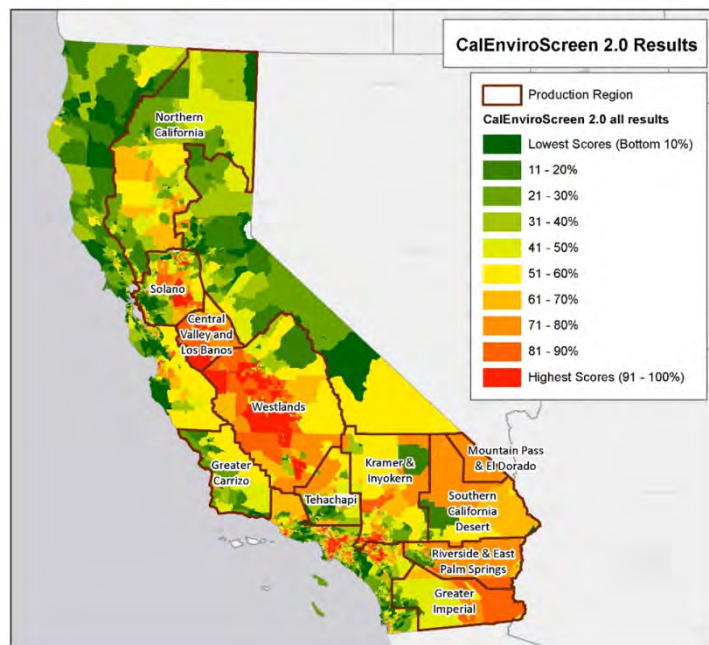 CalEnviroScreen 2.0 Results
Production Region
CalEnviroScreen 2.0 all results
Lowest Scores (Bottom 10%)
11 - 20%
21 - 30%
31 - 40%
41 - 50%
51 - 60%
61 - 70%
71 - 80%
81 - 90%
Highest Scores (91 - 100%)
Northern
California
Solano
Central
Valley and
Los Banos
Westlands
Greater
Carrizo
Tehachapi
Kramer &
Inyokern
Mountain Pass
& El Dorado
Southern
California
Desert
Riverside & East
Palm Springs
Greater
Imperial